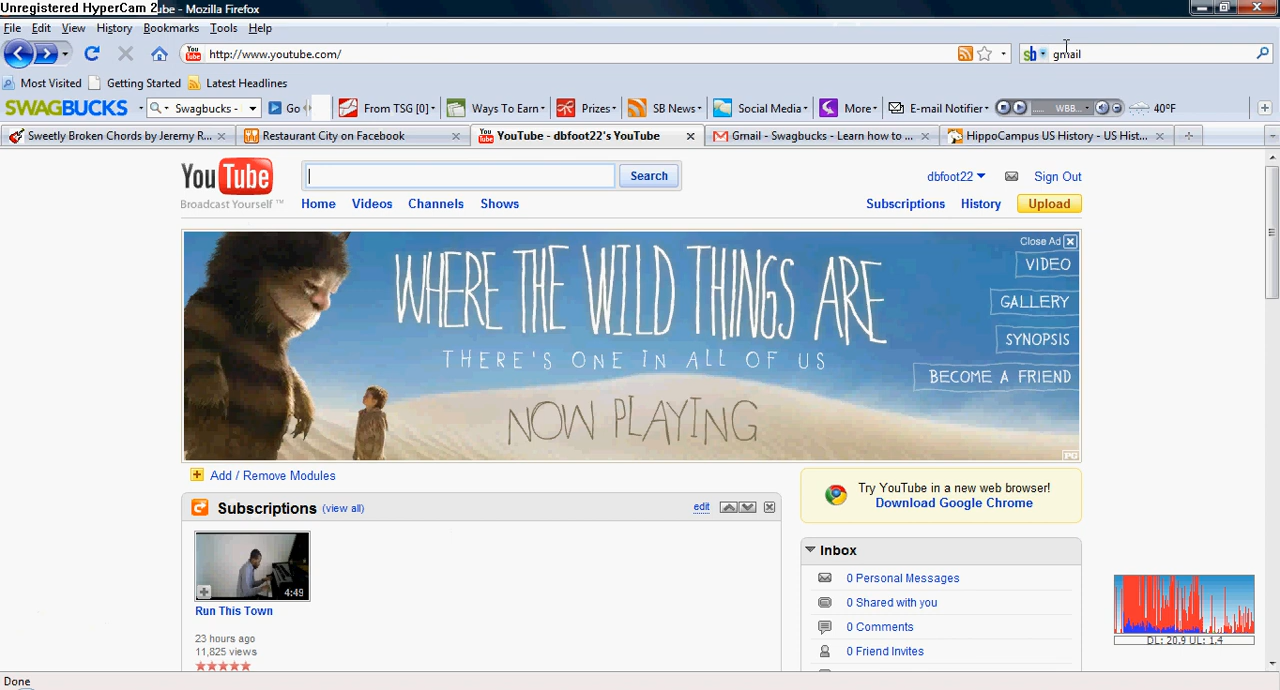 Unregistered HyperCam 2
ube - Mozilla Firefox
File Edit View History Bookmarks Tools Help
You Tube http://www.youtube.com/ sb gmail
Most Visited Getting Started Latest Headlines
SWAGBUCKS Swagbucks - Go From TSG [0] Ways To Earn Prizes SB News Social Media More E-mail Notifier WBB... 40°F
Sweetly Broken Chords by Jeremy R... Restaurant City on Facebook YouTube - dbfoot22's YouTube Gmail - Swagbucks - Learn how to ... HippoCampus US History - US Hist...
You Tube Search dbfoot22 Sign Out
Broadcast Yourself ™ Home Videos Channels Shows Subscriptions History Upload
Close Ad X
WHERE THE WILD THINGS ARE
THERE'S ONE IN ALL OF US
NOW PLAYING
VIDEO
GALLERY
SYNOPSIS
BECOME A FRIEND
PG
Add / Remove Modules
Subscriptions (view all) edit
4:49
Run This Town
23 hours ago
11,825 views
Try YouTube in a new web browser!
Download Google Chrome
Inbox
0 Personal Messages
0 Shared with you
0 Comments
0 Friend Invites
DL: 20.9 UL: 1.4
Done